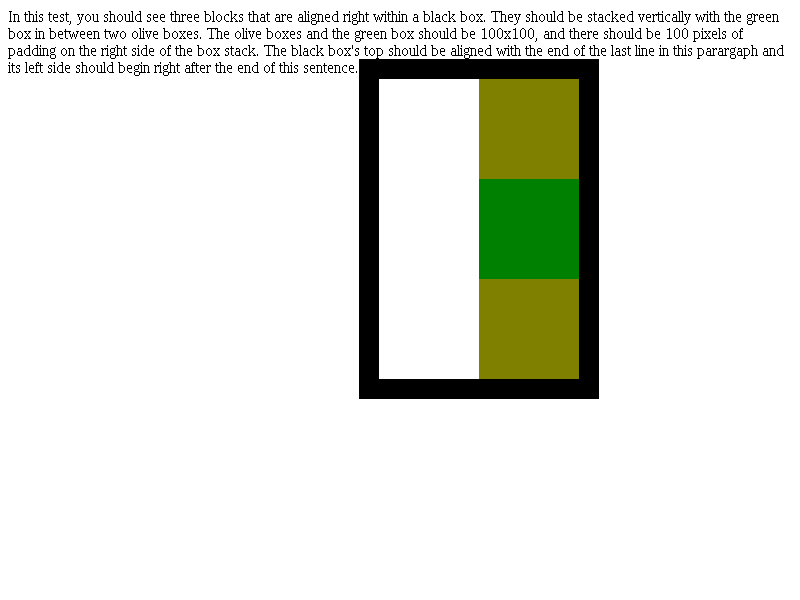 In this test, you should see three blocks that are aligned right within a black box. They should be stacked vertically with the green
box in between two olive boxes. The olive boxes and the green box should be 100x100, and there should be 100 pixels of
padding on the right side of the box stack. The black box's top should be aligned with the end of the last line in this parargaph and
its left side should begin right after the end of this sentence.